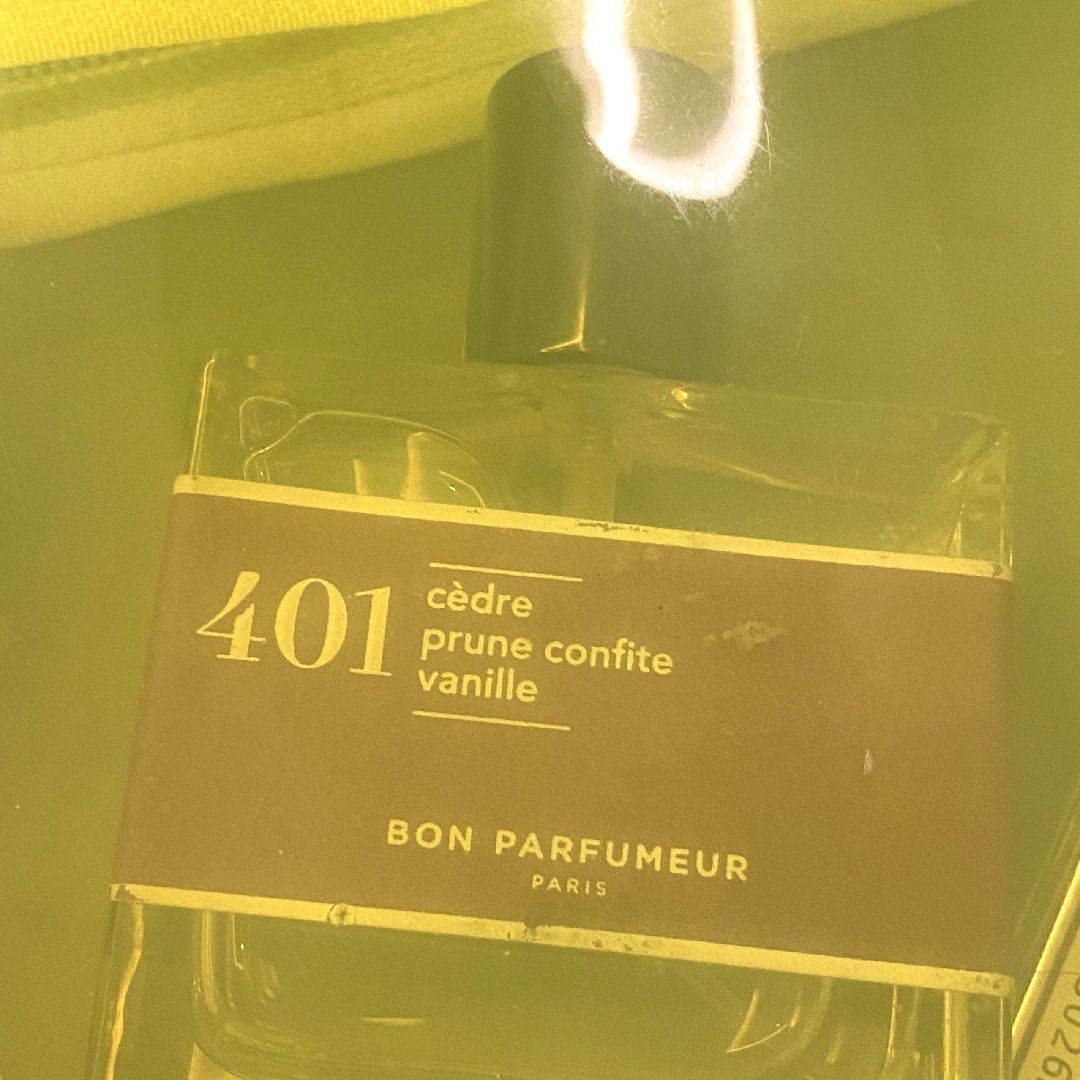 401
cèdre
prune confite
vanille
BON PARFUMEUR
PARIS